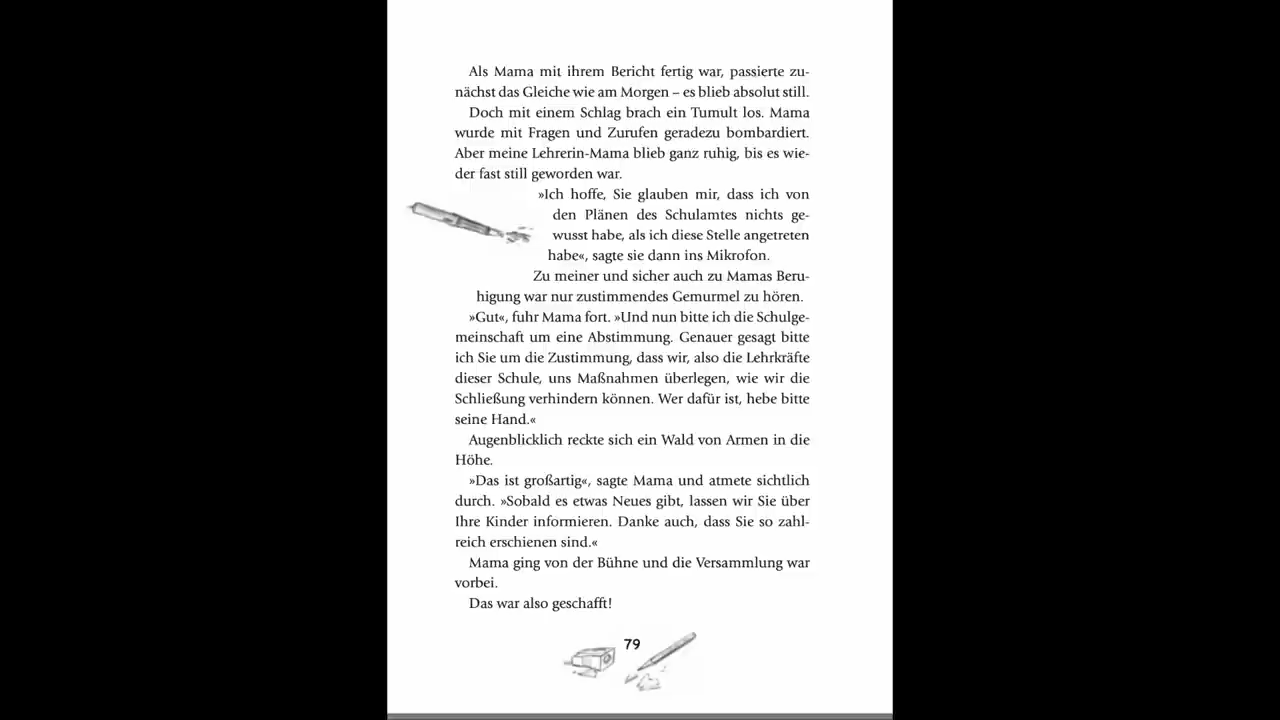 Als Mama mit ihrem Bericht fertig war, passierte zu-
nächst das Gleiche wie am Morgen – es blieb absolut still.
Doch mit einem Schlag brach ein Tumult los. Mama
wurde mit Fragen und Zurufen geradezu bombardiert.
Aber meine Lehrerin-Mama blieb ganz ruhig, bis es wie-
der fast still geworden war.
»Ich hoffe, Sie glauben mir, dass ich von
den Plänen des Schulamtes nichts ge-
wusst habe, als ich diese Stelle angetreten
habe«, sagte sie dann ins Mikrofon.
Zu meiner und sicher auch zu Mamas Beru-
higung war nur zustimmendes Gemurmel zu hören.
»Gut«, fuhr Mama fort. »Und nun bitte ich die Schulge-
meinschaft um eine Abstimmung. Genauer gesagt bitte
ich Sie um die Zustimmung, dass wir, also die Lehrkräfte
dieser Schule, uns Maßnahmen überlegen, wie wir die
Schließung verhindern können. Wer dafür ist, hebe bitte
seine Hand.«
Augenblicklich reckte sich ein Wald von Armen in die
Höhe.
»Das ist großartig«, sagte Mama und atmete sichtlich
durch. »Sobald es etwas Neues gibt, lassen wir Sie über
Ihre Kinder informieren. Danke auch, dass Sie so zahl-
reich erschienen sind.«
Mama ging von der Bühne und die Versammlung war
vorbei.
Das war also geschafft!
79